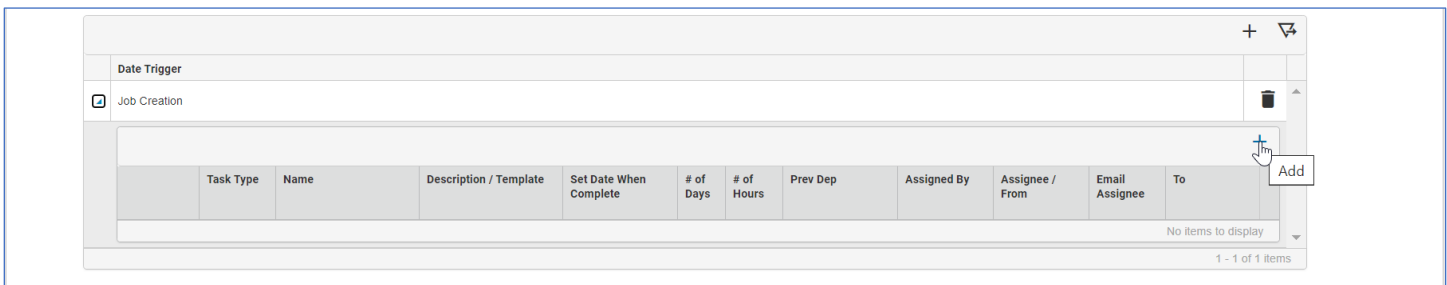 Date Trigger
Job Creation
Add
Task Type Name Description / Template Set Date When Complete # of Days # of Hours Prev Dep Assigned By Assignee / From Email Assignee To
No items to display
1 - 1 of 1 items